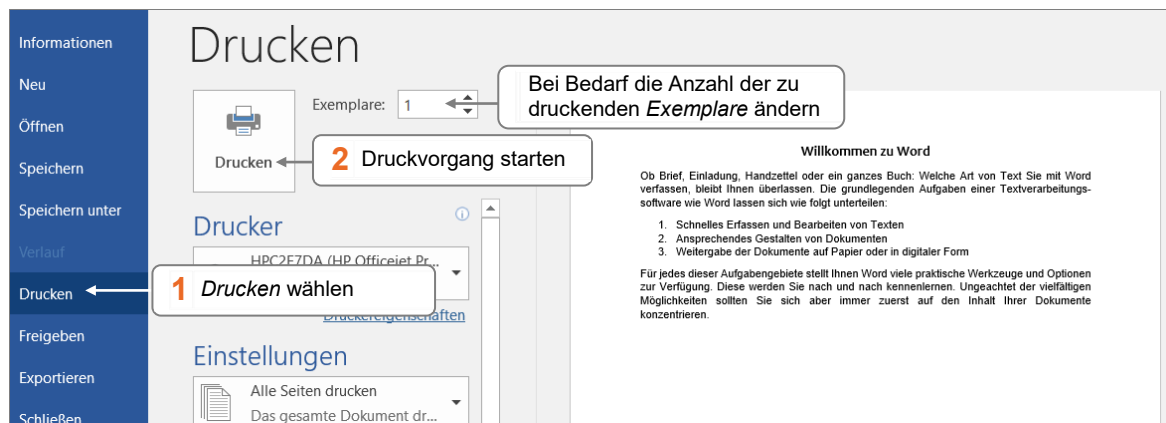 Informationen
Neu
Öffnen
Speichern
Speichern unter
Verlauf
Drucken
Freigeben
Exportieren
Schließen
Drucken
Exemplare: 1
Bei Bedarf die Anzahl der zu
druckenden Exemplare ändern
Drucken
2 Druckvorgang starten
Drucker
HPC2F7DA (HP Officejet Pr...
1 Drucken wählen
Druckereigenschaften
Einstellungen
Alle Seiten drucken
Das gesamte Dokument dr...
Willkommen zu Word
Ob Brief, Einladung, Handzettel oder ein ganzes Buch: Welche Art von Text Sie mit Word
verfassen, bleibt Ihnen überlassen. Die grundlegenden Aufgaben einer Textverarbeitungs-
software wie Word lassen sich wie folgt unterteilen:
1. Schnelles Erfassen und Bearbeiten von Texten
2. Ansprechendes Gestalten von Dokumenten
3. Weitergabe der Dokumente auf Papier oder in digitaler Form
Für jedes dieser Aufgabengebiete stellt Ihnen Word viele praktische Werkzeuge und Optionen
zur Verfügung. Diese werden Sie nach und nach kennenlernen. Ungeachtet der vielfältigen
Möglichkeiten sollten Sie sich aber immer zuerst auf den Inhalt Ihrer Dokumente
konzentrieren.